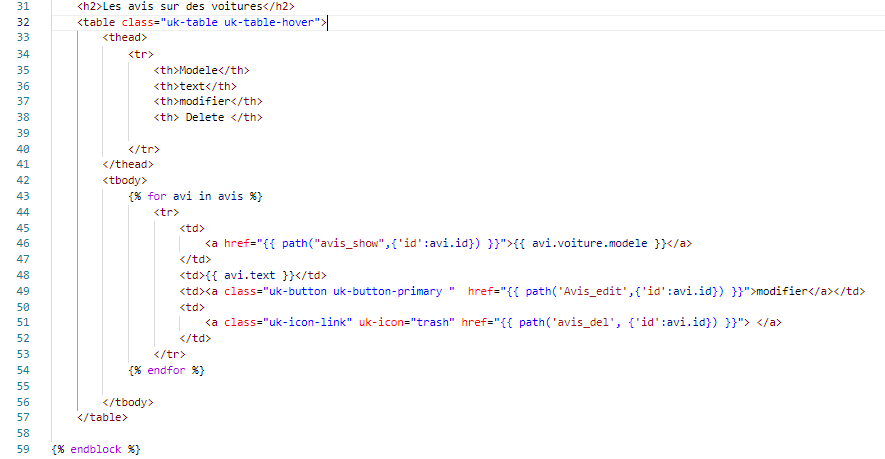 31 <h2>Les avis sur des voitures</h2>
32 <table class="uk-table uk-table-hover">
33 <thead>
34 <tr>
35 <th>Modele</th>
36 <th>text</th>
37 <th>modifier</th>
38 <th> Delete </th>
39
40 </tr>
41 </thead>
42 <tbody>
43 {% for avi in avis %}
44 <tr>
45 <td>
46 <a href="{{ path("avis_show",{'id':avi.id}) }}">{{ avi.voiture.modele }}</a>
47 </td>
48 <td>{{ avi.text }}</td>
49 <td><a class="uk-button uk-button-primary "  href="{{ path('Avis_edit',{'id':avi.id}) }}">modifier</a></td>
50 <td>
51 <a class="uk-icon-link" uk-icon="trash" href="{{ path('avis_del', {'id':avi.id}) }}"> </a>
52 </td>
53 </tr>
54 {% endfor %}
55
56 </tbody>
57 </table>
58
59 {% endblock %}